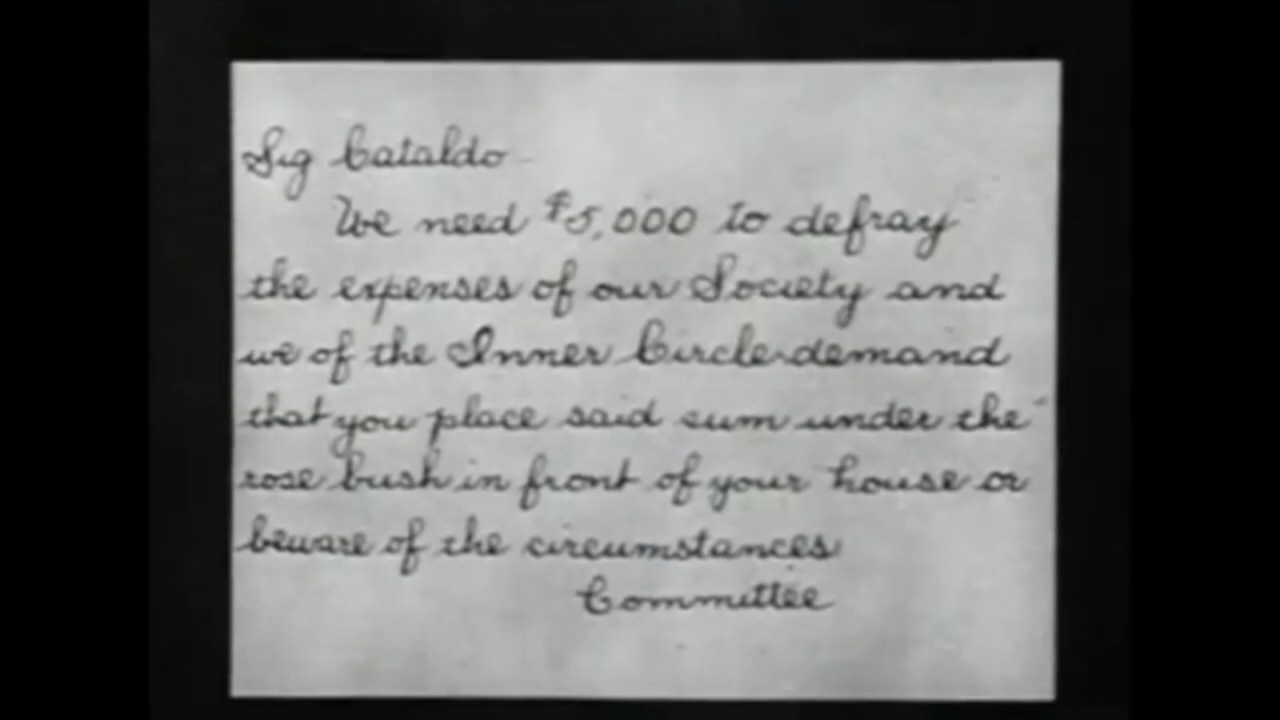 Sig Cataldo
We need $5,000 to defray
the expenses of our Society and
we of the Inner Circle demand
that you place said sum under the
rose bush in front of your house or
beware of the circumstances
Committee